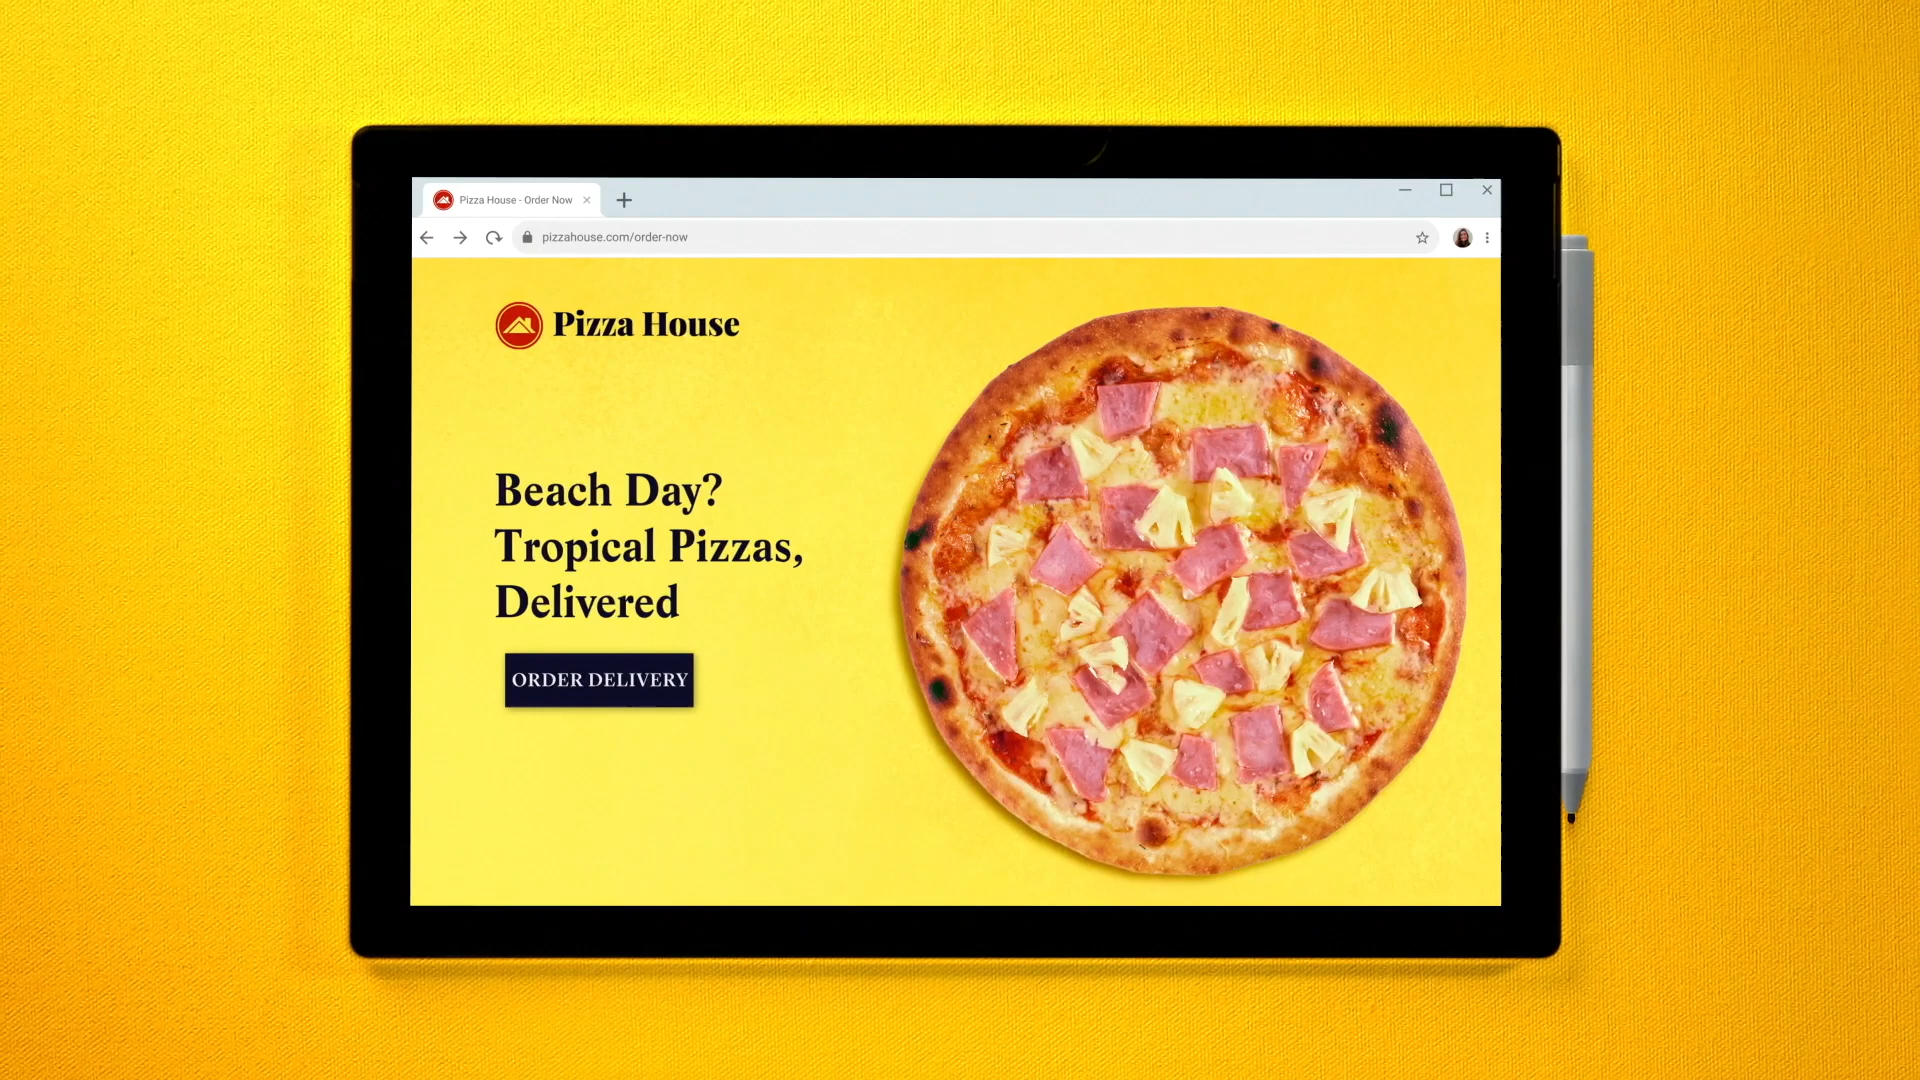 Pizza House - Order Now
pizzahouse.com/order-now
Pizza House
Beach Day?
Tropical Pizzas,
Delivered
ORDER DELIVERY